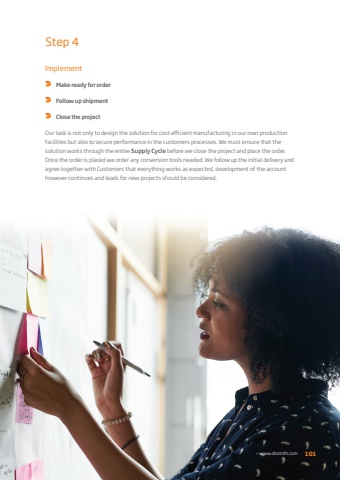 Step 4
Implement
Make ready for order
Follow up shipment
Close the project
Our task is not only to design the solution for cost efficient manufacturing in our own production
facilities but also to secure performance in the customers processes. We must ensure that the
solution works through the entire Supply Cycle before we close the project and place the order.
Once the order is placed we order any conversion tools needed. We follow up the initial delivery and
agree together with Customers that everything works as expected, development of the account
however continues and leads for new projects should be considered.
www.dssmith.com 101